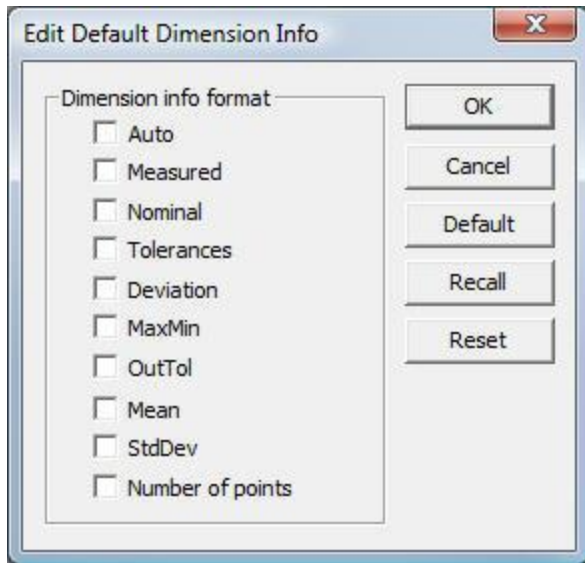 Edit Default Dimension Info
Dimension info format
Auto
Measured
Nominal
Tolerances
Deviation
MaxMin
OutTol
Mean
StdDev
Number of points
OK
Cancel
Default
Recall
Reset